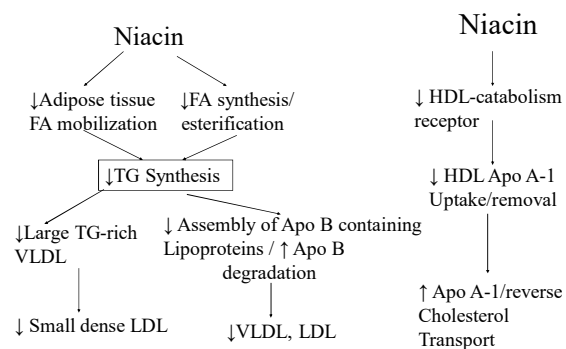 Niacin
↓Adipose tissue
FA mobilization
↓FA synthesis/
esterification
↓TG Synthesis
↓Large TG-rich
VLDL
↓ Assembly of Apo B containing
Lipoproteins / ↑ Apo B
degradation
↓ Small dense LDL
↓VLDL, LDL
Niacin
↓ HDL-catabolism
receptor
↓ HDL Apo A-1
Uptake/removal
↑ Apo A-1/reverse
Cholesterol
Transport